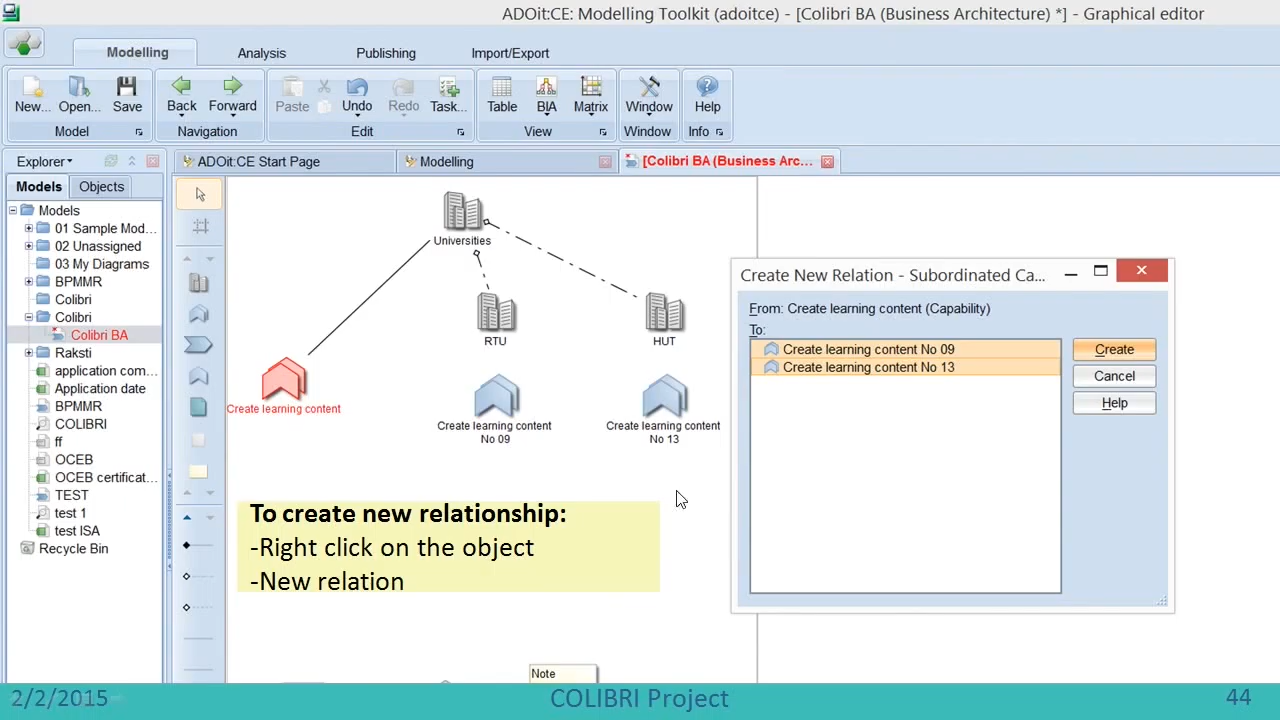 ADOit:CE: Modelling Toolkit (adoitce) - [Colibri BA (Business Architecture) *] - Graphical editor
Modelling Analysis Publishing Import/Export
New... Open... Save Back Forward Paste Undo Redo Task... Table BIA Matrix Window Help
Model Navigation Edit View Window Info
Explorer ADOit:CE Start Page Modelling [Colibri BA (Business Arc...
Models Objects
Models
01 Sample Mod...
02 Unassigned
03 My Diagrams
BPMMR
Colibri
Colibri
Colibri BA
Raksti
application com...
Application date
BPMMR
COLIBRI
ff
OCEB
OCEB certificat...
TEST
test 1
test ISA
Recycle Bin
Universities
RTU
HUT
Create learning content
Create learning content
No 09
Create learning content
No 13
To create new relationship:
-Right click on the object
-New relation
Note
Create New Relation - Subordinated Ca...
From: Create learning content (Capability)
To:
Create learning content No 09
Create learning content No 13
Create
Cancel
Help
2/2/2015 COLIBRI Project 44